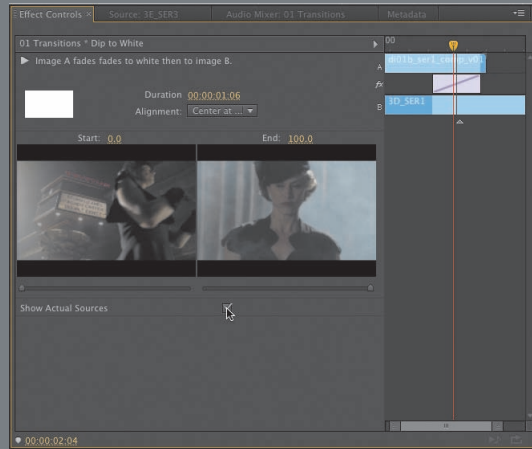 Effect Controls × Source: 3E_SER3 Audio Mixer: 01 Transitions Metadata
01 Transitions * Dip to White
00
Image A fades fades to white then to image B.
A
di01b_ser1_comp_v01
fx
Duration 00:00:01:06
B
3D_SER1
Alignment: Center at ...
Start: 0.0 End: 100.0
Show Actual Sources
00:00:02:04